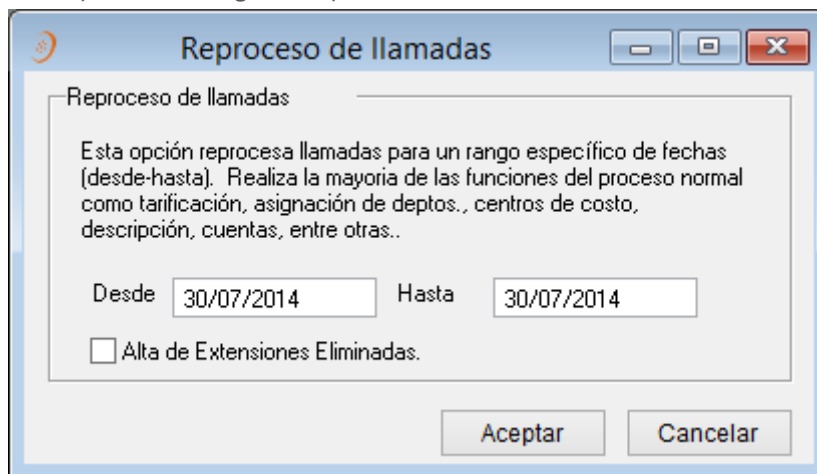 Reproceso de llamadas
Reproceso de llamadas
Esta opción reprocesa llamadas para un rango específico de fechas
(desde-hasta). Realiza la mayoria de las funciones del proceso normal
como tarificación, asignación de deptos., centros de costo,
descripción, cuentas, entre otras..
Desde 30/07/2014 Hasta 30/07/2014
Alta de Extensiones Eliminadas.
Aceptar Cancelar